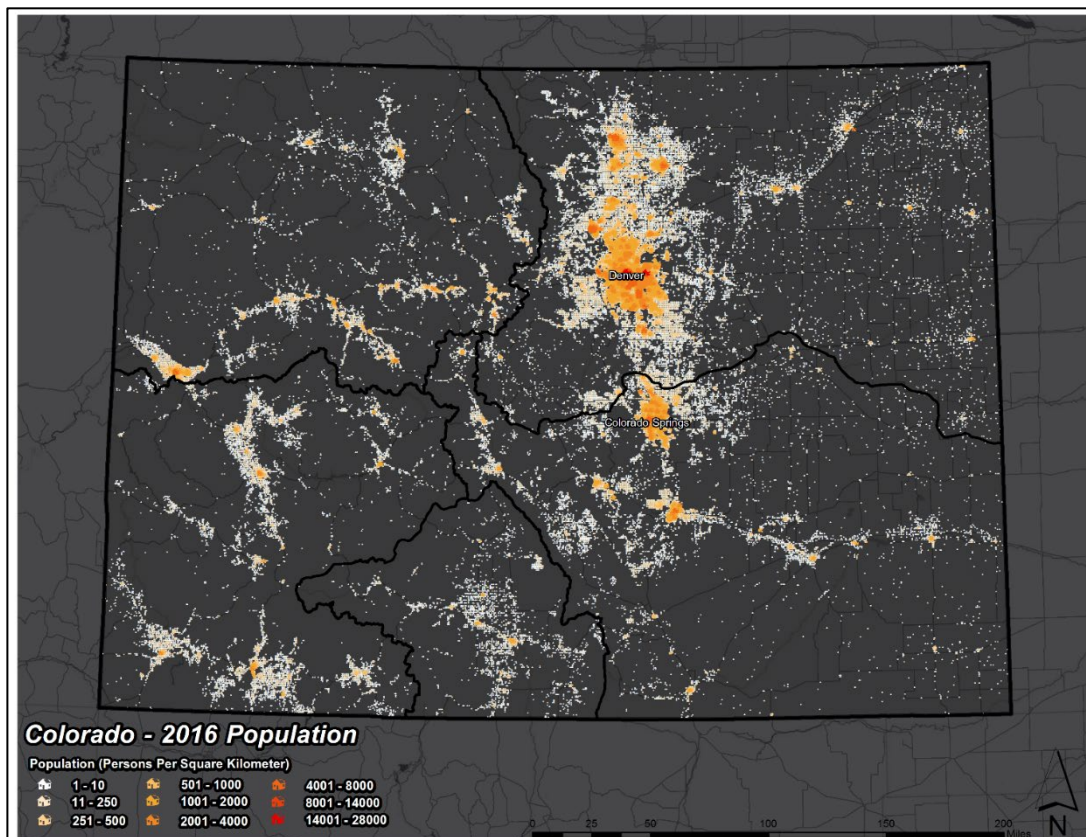 Denver
Colorado Springs
Colorado - 2016 Population
Population (Persons Per Square Kilometer)
1 - 10
501 - 1000
4001 - 8000
11 - 250
1001 - 2000
8001 - 14000
251 - 500
2001 - 4000
14001 - 28000
0 25 50 100 150 200
Miles
N